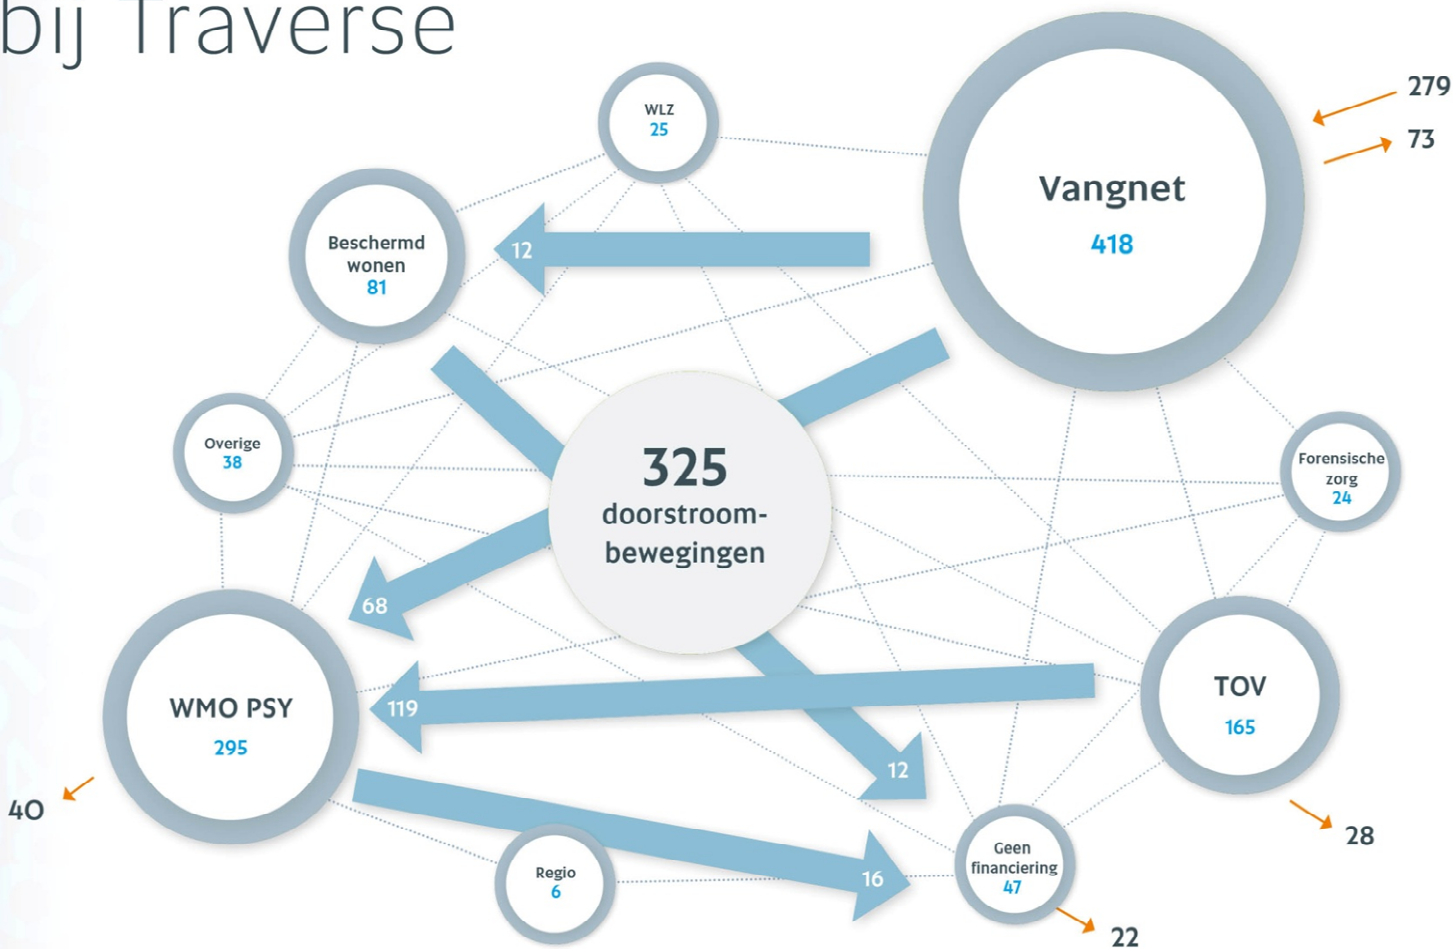 bij Traverse
WLZ
25
279
73
Vangnet
418
Beschermd
wonen
81
12
Overige
38
325
doorstroom-
bewegingen
Forensische
zorg
24
68
WMO PSY
295
119
TOV
165
12
40
28
Geen
financiering
47
Regio
6
16
22